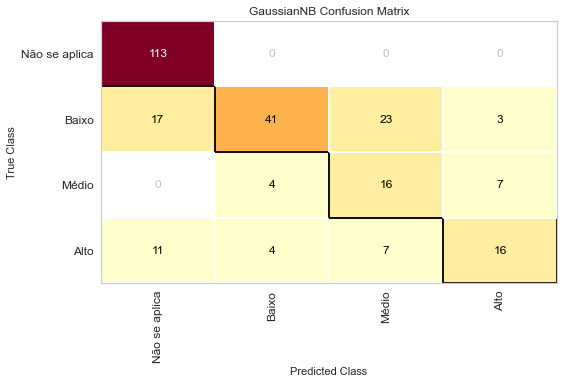 GaussianNB Confusion Matrix
True Class
Não se aplica 113 0 0 0
Baixo 17 41 23 3
Médio 0 4 16 7
Alto 11 4 7 16
Não se aplica Baixo Médio Alto
Predicted Class